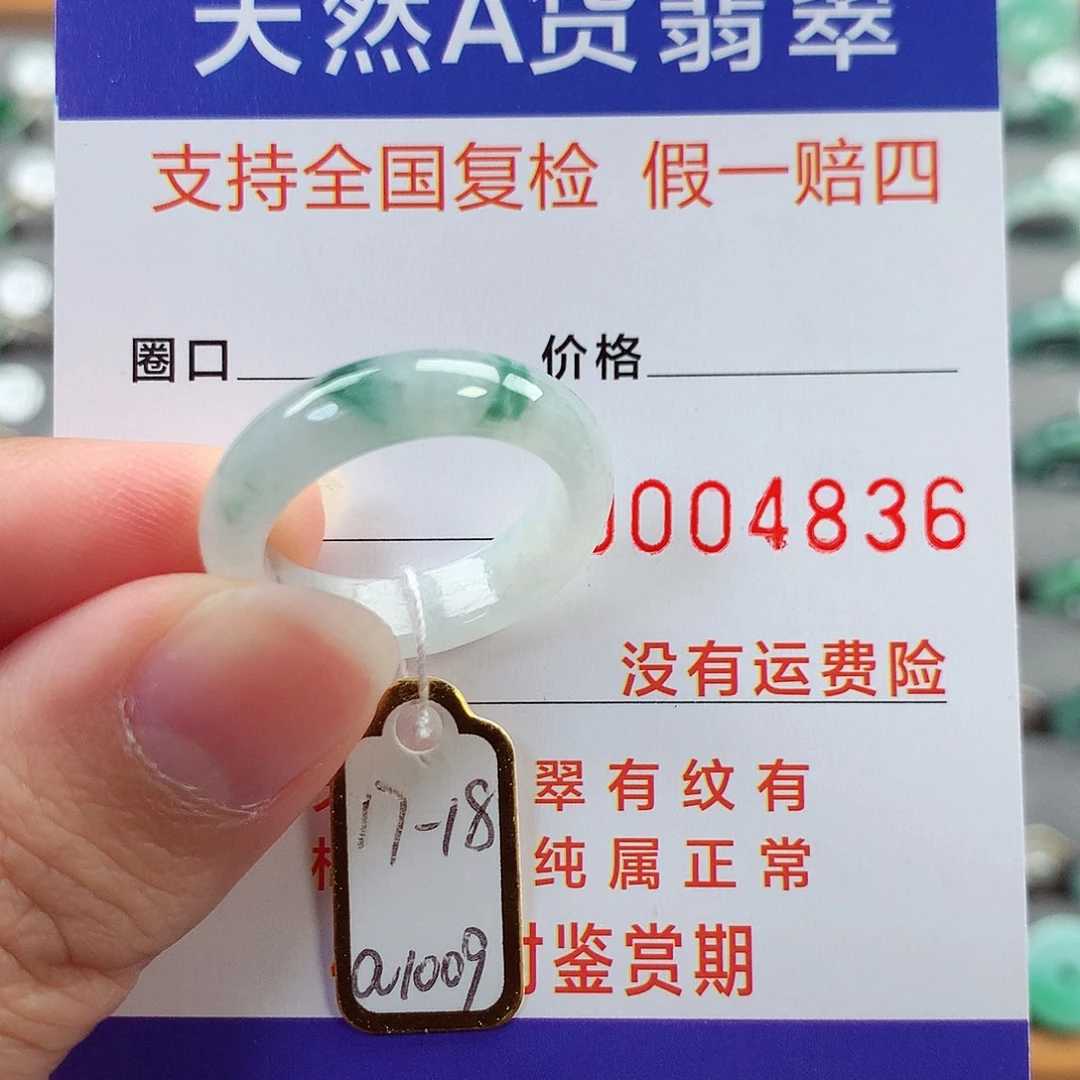 天然A货翡翠
支持全国复检 假一赔四
圈口 价格
004836
没有运费险
翠有纹有
纯属正常
鉴赏期
17-18
a1009